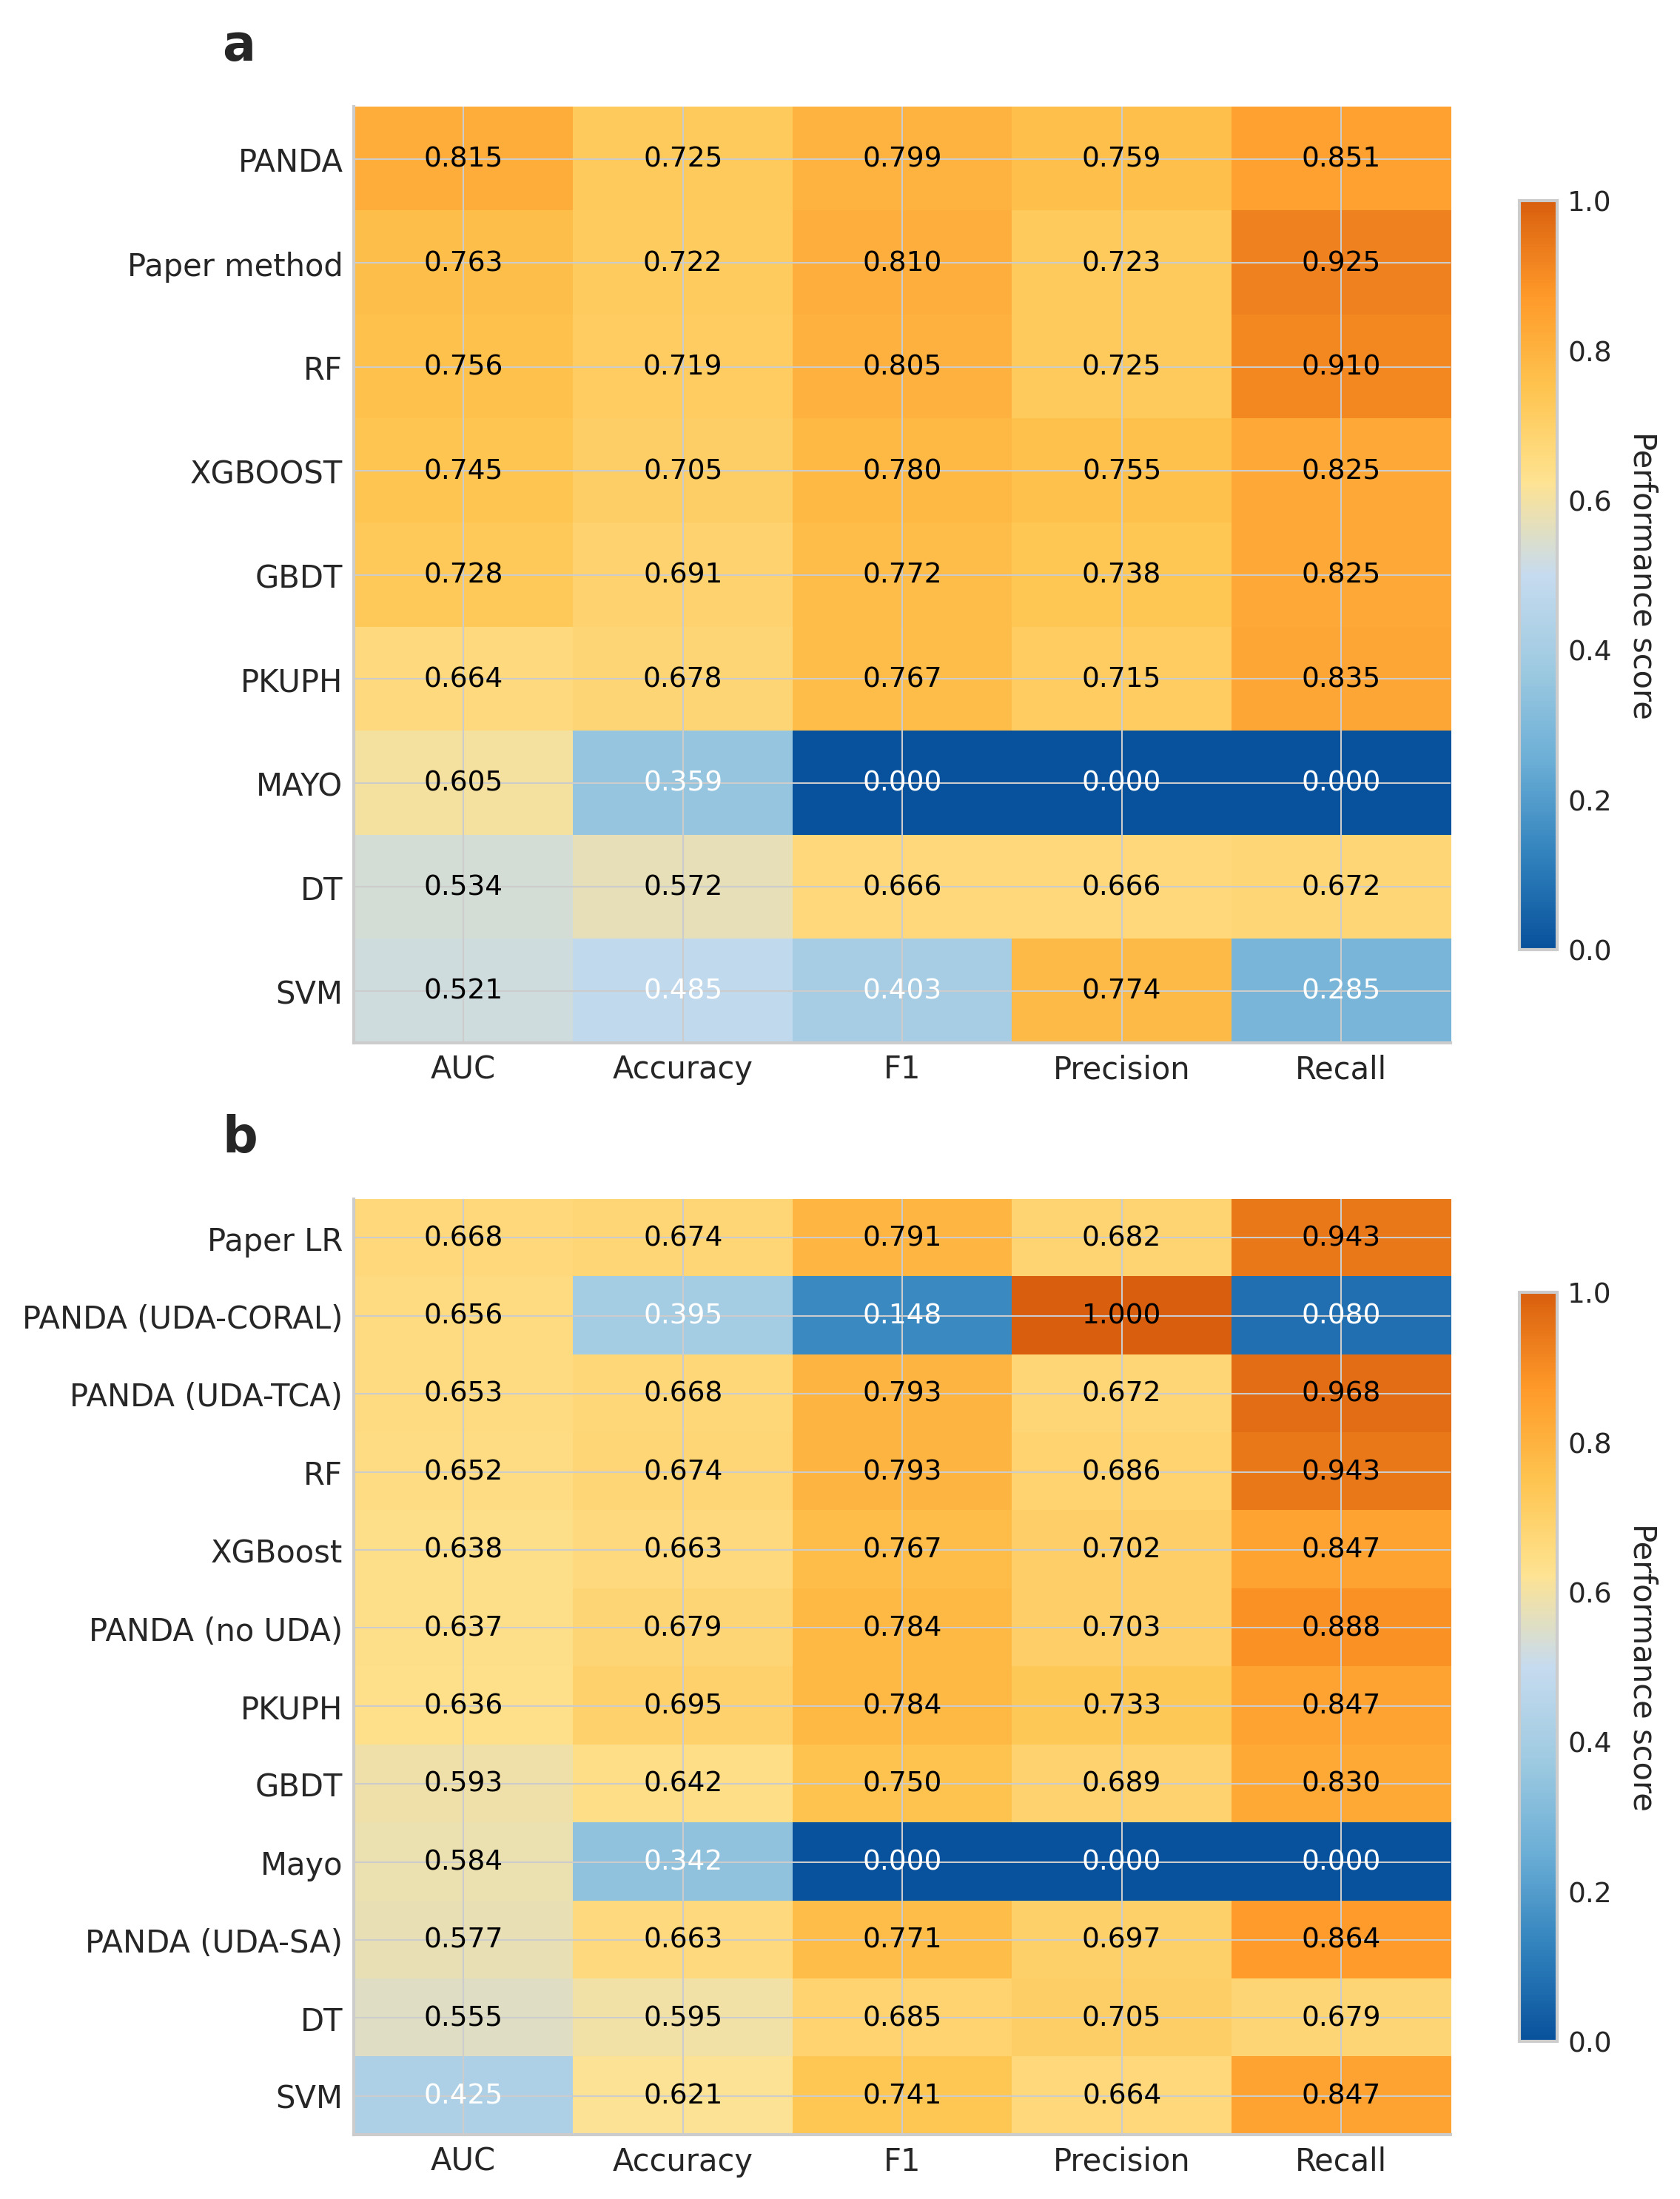 a
PANDA 0.815 0.725 0.799 0.759 0.851
Paper method 0.763 0.722 0.810 0.723 0.925
RF 0.756 0.719 0.805 0.725 0.910
XGBOOST 0.745 0.705 0.780 0.755 0.825
GBDT 0.728 0.691 0.772 0.738 0.825
PKUPH 0.664 0.678 0.767 0.715 0.835
MAYO 0.605 0.359 0.000 0.000 0.000
DT 0.534 0.572 0.666 0.666 0.672
SVM 0.521 0.485 0.403 0.774 0.285
AUC Accuracy F1 Precision Recall
1.0
0.8
0.6
0.4
0.2
0.0
Performance score
b
Paper LR 0.668 0.674 0.791 0.682 0.943
PANDA (UDA-CORAL) 0.656 0.395 0.148 1.000 0.080
PANDA (UDA-TCA) 0.653 0.668 0.793 0.672 0.968
RF 0.652 0.674 0.793 0.686 0.943
XGBoost 0.638 0.663 0.767 0.702 0.847
PANDA (no UDA) 0.637 0.679 0.784 0.703 0.888
PKUPH 0.636 0.695 0.784 0.733 0.847
GBDT 0.593 0.642 0.750 0.689 0.830
Mayo 0.584 0.342 0.000 0.000 0.000
PANDA (UDA-SA) 0.577 0.663 0.771 0.697 0.864
DT 0.555 0.595 0.685 0.705 0.679
SVM 0.425 0.621 0.741 0.664 0.847
AUC Accuracy F1 Precision Recall
1.0
0.8
0.6
0.4
0.2
0.0
Performance score